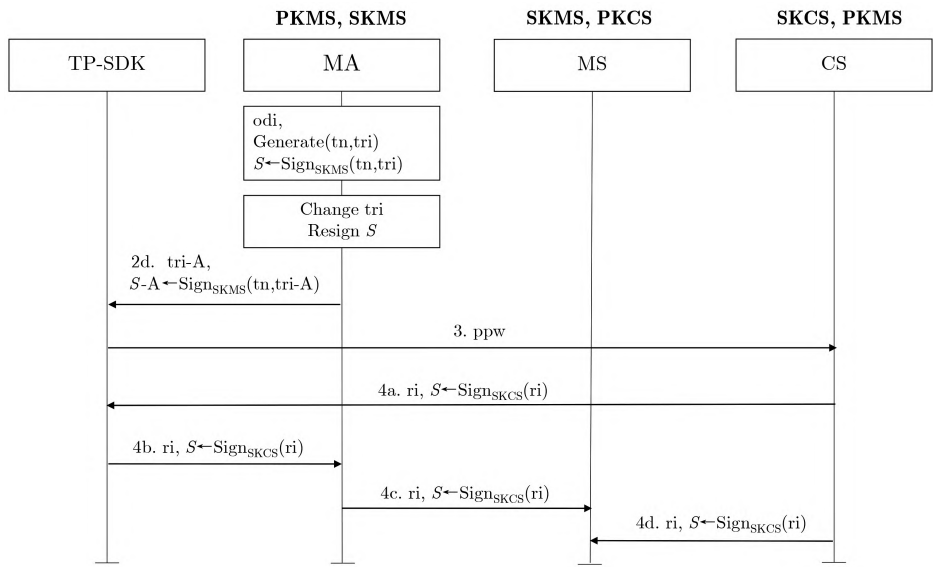 PKMS, SKMS
SKMS, PKCS
SKCS, PKMS
TP-SDK
MA
MS
CS
odi,
Generate(tn,tri)
S←Sign_SKMS(tn,tri)
Change tri
Resign S
2d. tri-A,
S-A←Sign_SKMS(tn,tri-A)
3. ppw
4a. ri, S←Sign_SKCS(ri)
4b. ri, S←Sign_SKCS(ri)
4c. ri, S←Sign_SKCS(ri)
4d. ri, S←Sign_SKCS(ri)